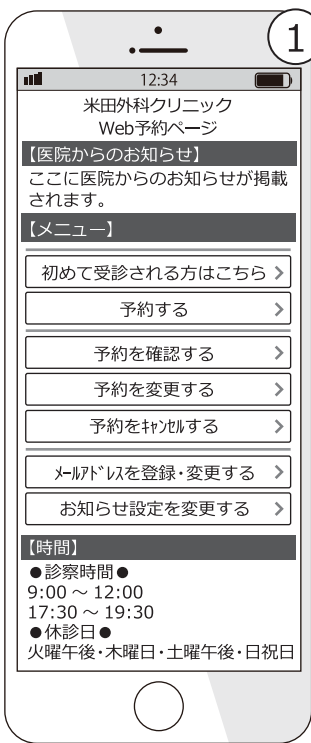 1
12:34
米田外科クリニック
Web予約ページ
【医院からのお知らせ】
ここに医院からのお知らせが掲載
されます。
【メニュー】
初めて受診される方はこちら
予約する
予約を確認する
予約を変更する
予約をｷｬﾝｾﾙする
ﾒｰﾙｱﾄﾞﾚｽを登録・変更する
お知らせ設定を変更する
【時間】
●診察時間●
9:00 ～ 12:00
17:30 ～ 19:30
●休診日●
火曜午後・木曜日・土曜午後・日祝日